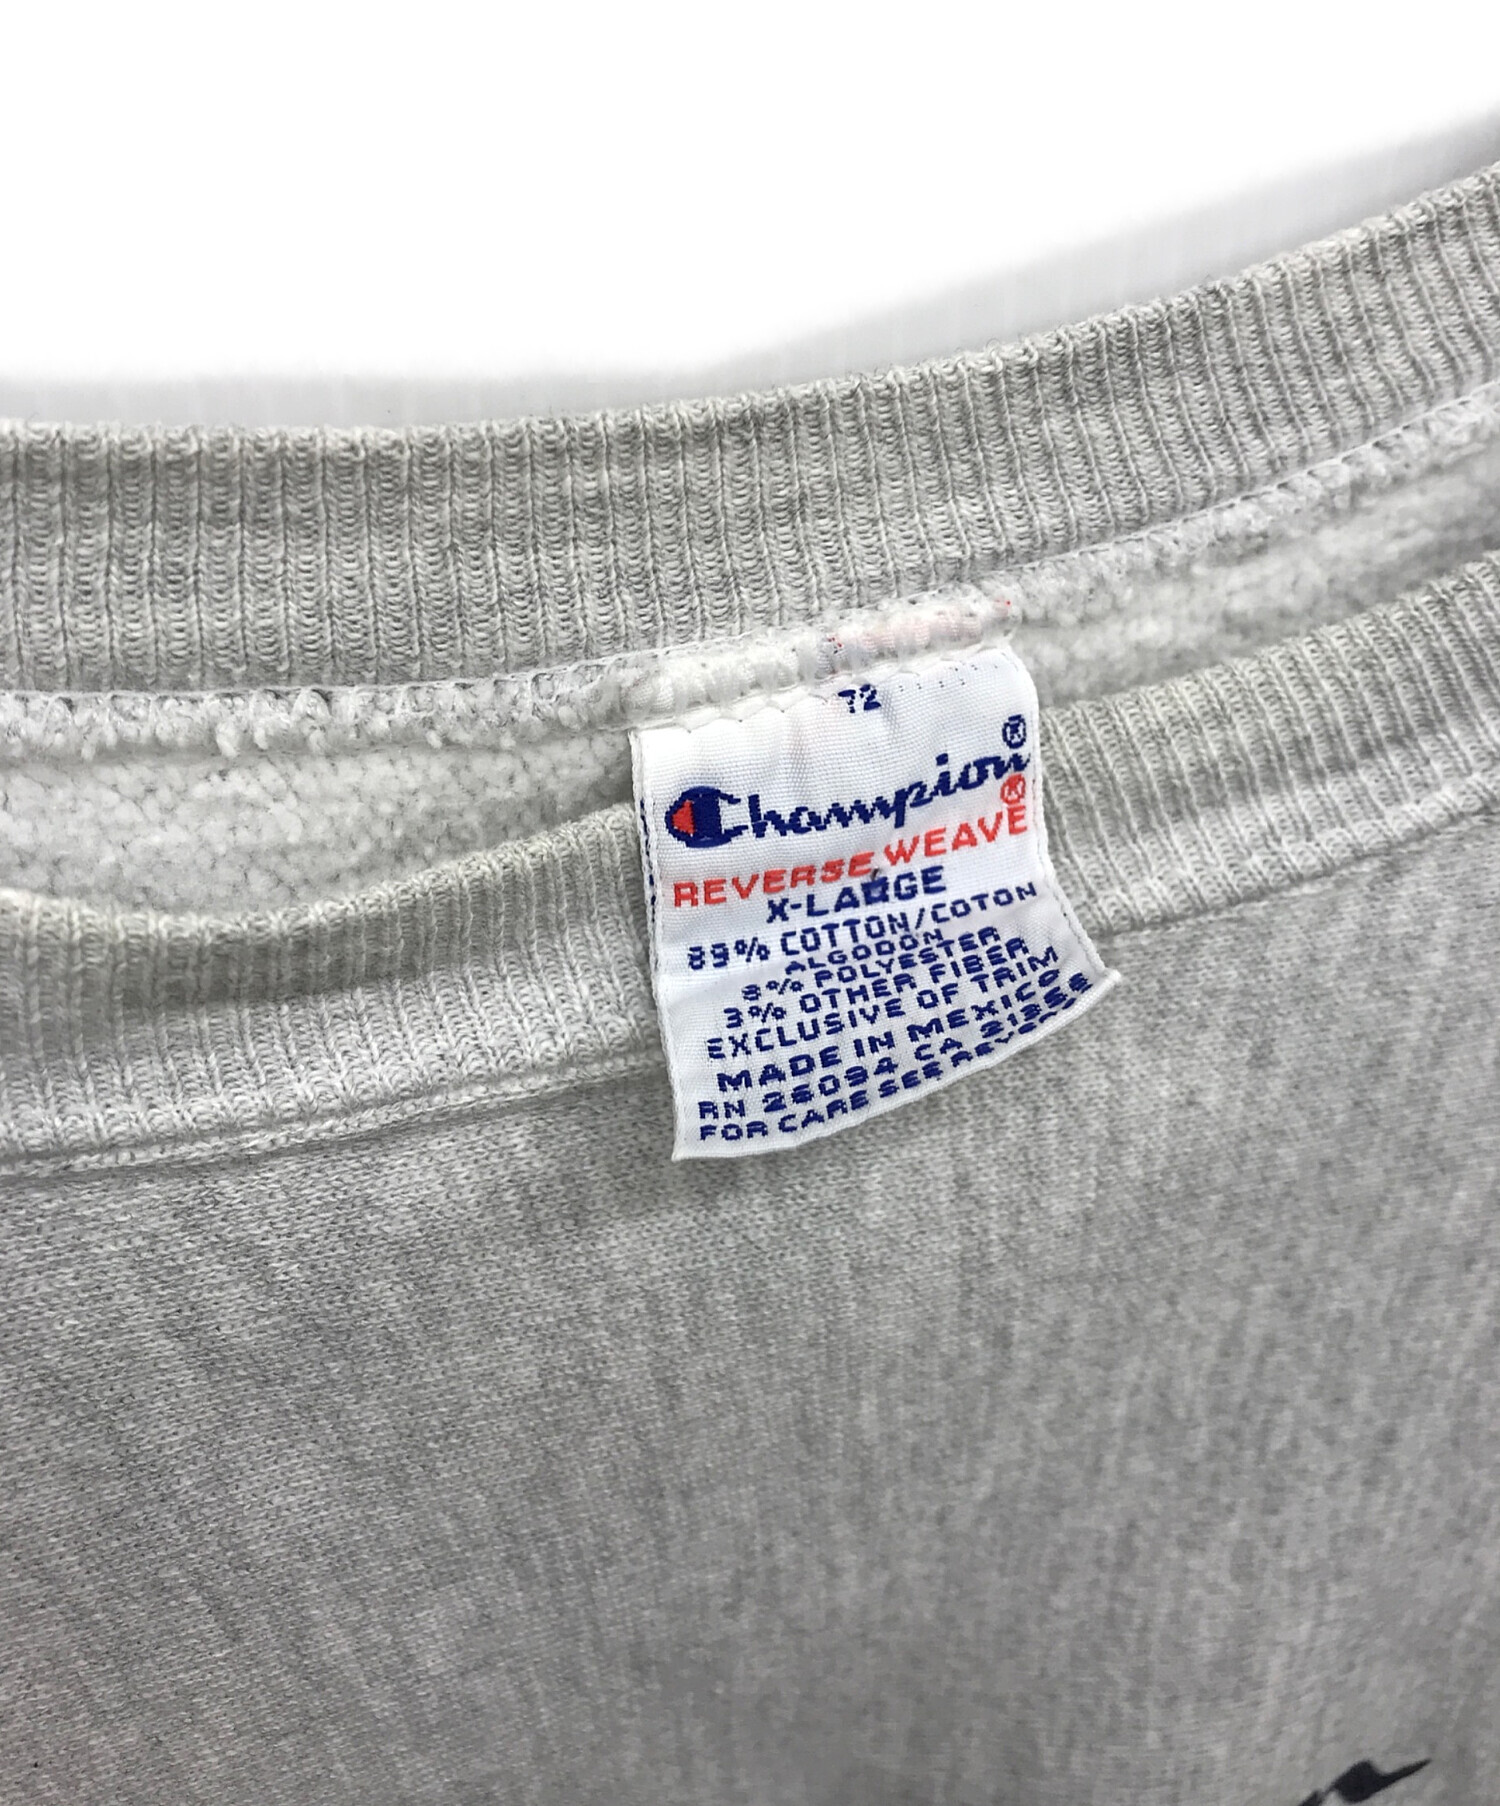 72
Champion®
REVERSE WEAVE®
X-LARGE
89% COTTON/COTON
ALGODON
8% POLYESTER
3% OTHER FIBER
EXCLUSIVE OF TRIM
MADE IN MEXICO
RN 26094 CA 21356
FOR CARE SEE REVERSE